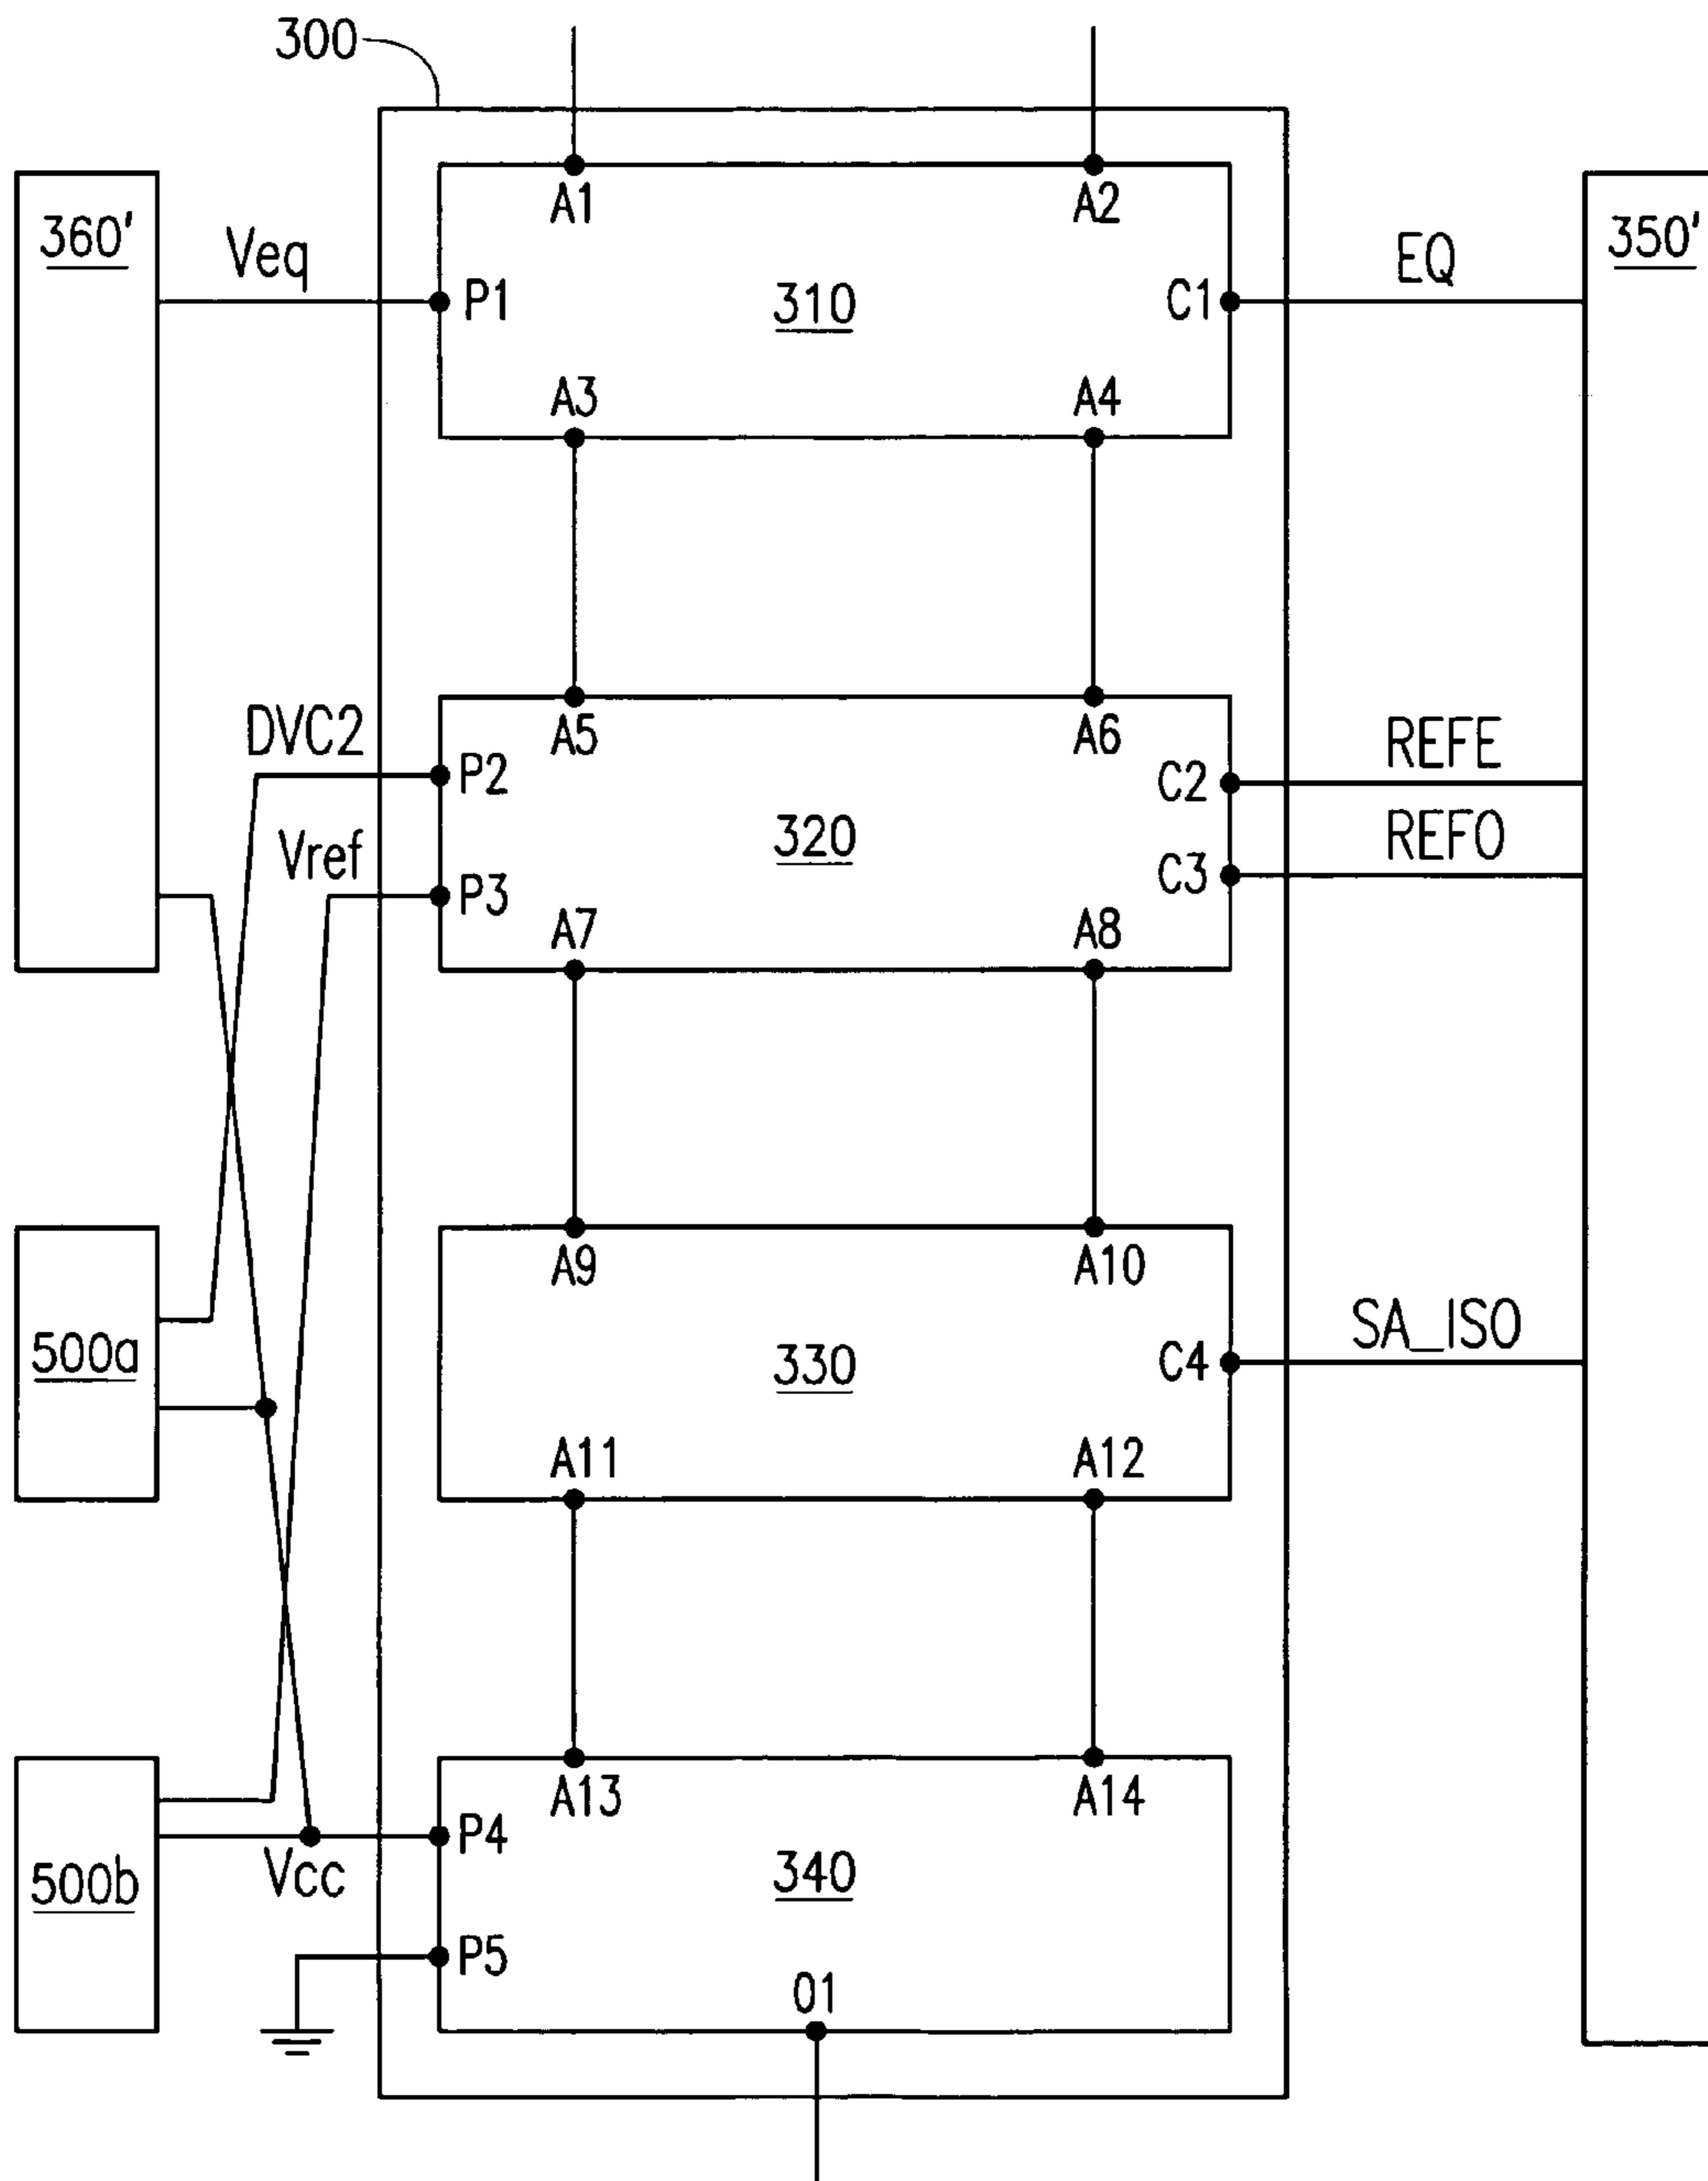 300
A1 A2
360' Veq P1 310 C1 EQ 350'
A3 A4
DVC2 P2 A5 A6 C2 REFE
Vref P3 320 C3 REFO
A7 A8
A9 A10
500a 330 C4 SA_ISO
A11 A12
A13 A14
P4
500b Vcc 340
P5
O1